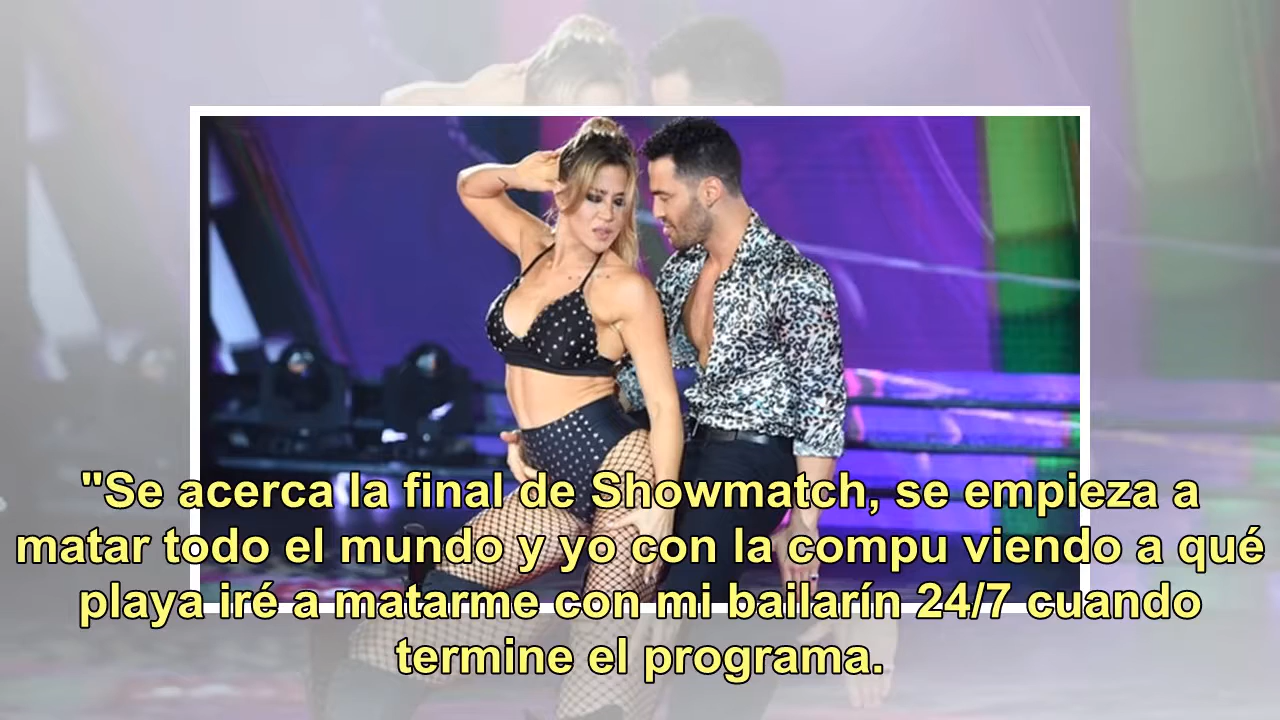 "Se acerca la final de Showmatch, se empieza a
matar todo el mundo y yo con la compu viendo a qué
playa iré a matarme con mi bailarín 24/7 cuando
termine el programa.